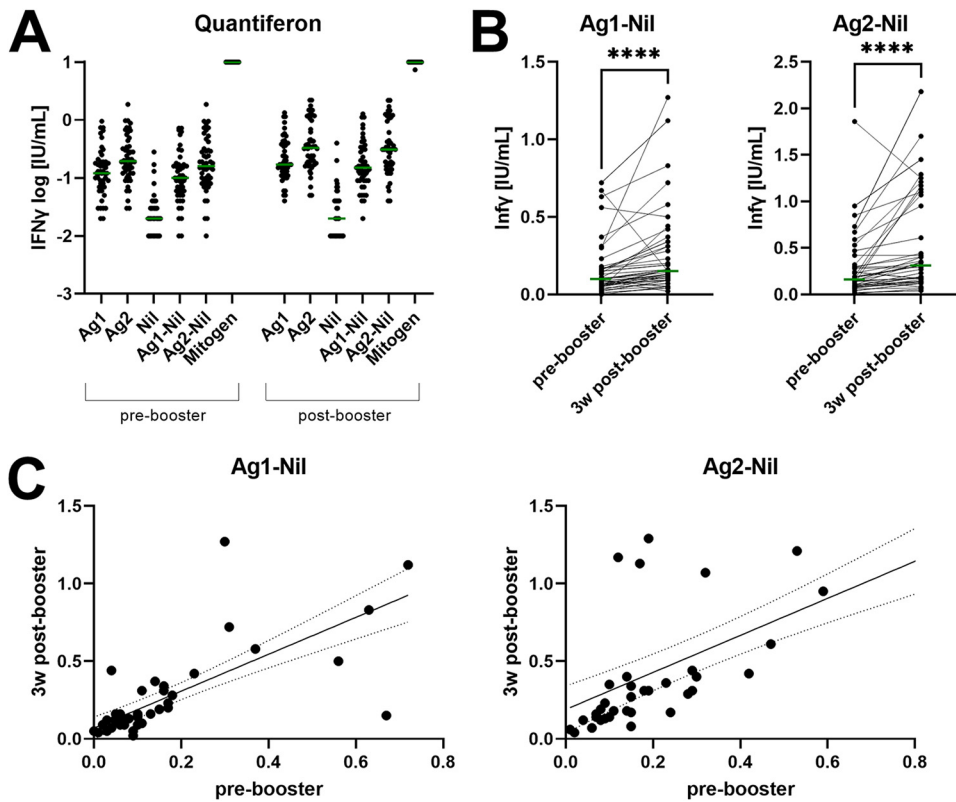 A
Quantiferon
IFNγ log [IU/mL]
1
-0
-1
-2
-3
Ag1
Ag2
Nil
Ag1-Nil
Ag2-Nil
Mitogen
Ag1
Ag2
Nil
Ag1-Nil
Ag2-Nil
Mitogen
pre-booster
post-booster
B
Ag1-Nil
****
Infγ [IU/mL]
1.5
1.0
0.5
0.0
pre-booster
3w post-booster
Ag2-Nil
****
Infγ [IU/mL]
2.5
2.0
1.5
1.0
0.5
0.0
pre-booster
3w post-booster
C
Ag1-Nil
3w post-booster
1.5
1.0
0.5
0.0
0.0 0.2 0.4 0.6 0.8
pre-booster
Ag2-Nil
3w post-booster
1.5
1.0
0.5
0.0
0.0 0.2 0.4 0.6 0.8
pre-booster